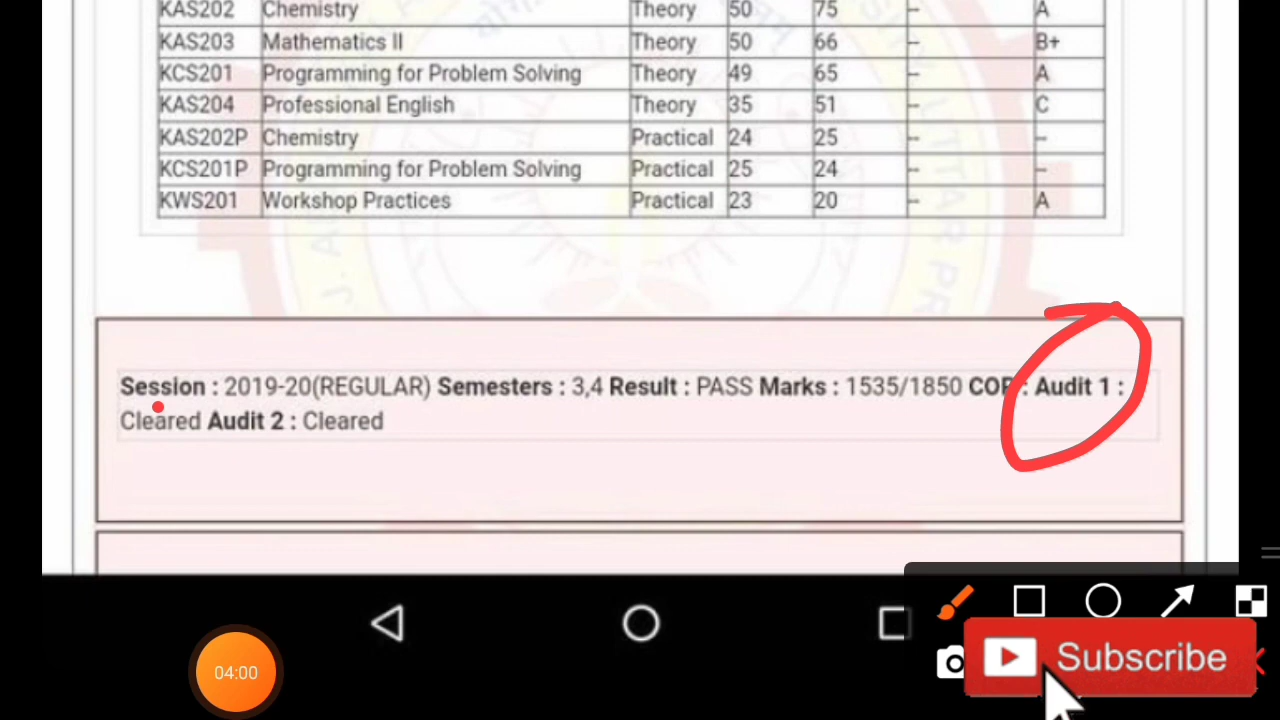 KAS202 Chemistry Theory 50 75 -- A
KAS203 Mathematics II Theory 50 66 -- B+
KCS201 Programming for Problem Solving Theory 49 65 -- A
KAS204 Professional English Theory 35 51 -- C
KAS202P Chemistry Practical 24 25 -- --
KCS201P Programming for Problem Solving Practical 25 24 -- --
KWS201 Workshop Practices Practical 23 20 -- A
Session : 2019-20(REGULAR) Semesters : 3,4 Result : PASS Marks : 1535/1850 COP : Audit 1 :
Cleared Audit 2 : Cleared
04:00
Subscribe